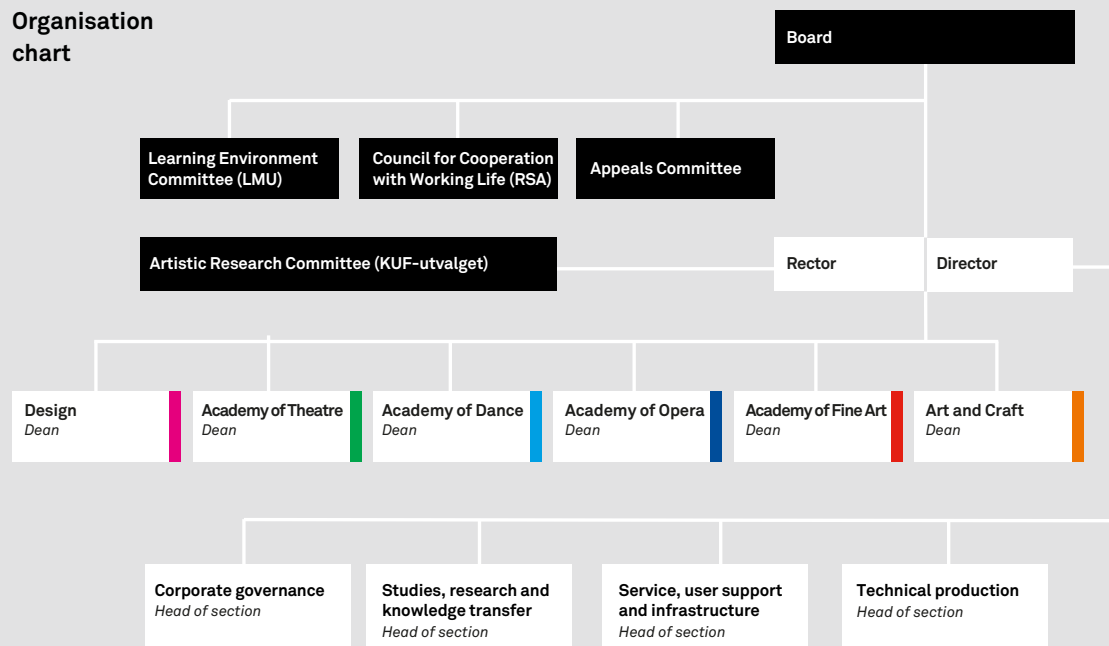 Organisation
chart
Board
Learning Environment
Committee (LMU)
Council for Cooperation
with Working Life (RSA)
Appeals Committee
Artistic Research Committee (KUF-utvalget)
Rector
Director
Design
Dean
Academy of Theatre
Dean
Academy of Dance
Dean
Academy of Opera
Dean
Academy of Fine Art
Dean
Art and Craft
Dean
Corporate governance
Head of section
Studies, research and
knowledge transfer
Head of section
Service, user support
and infrastructure
Head of section
Technical production
Head of section